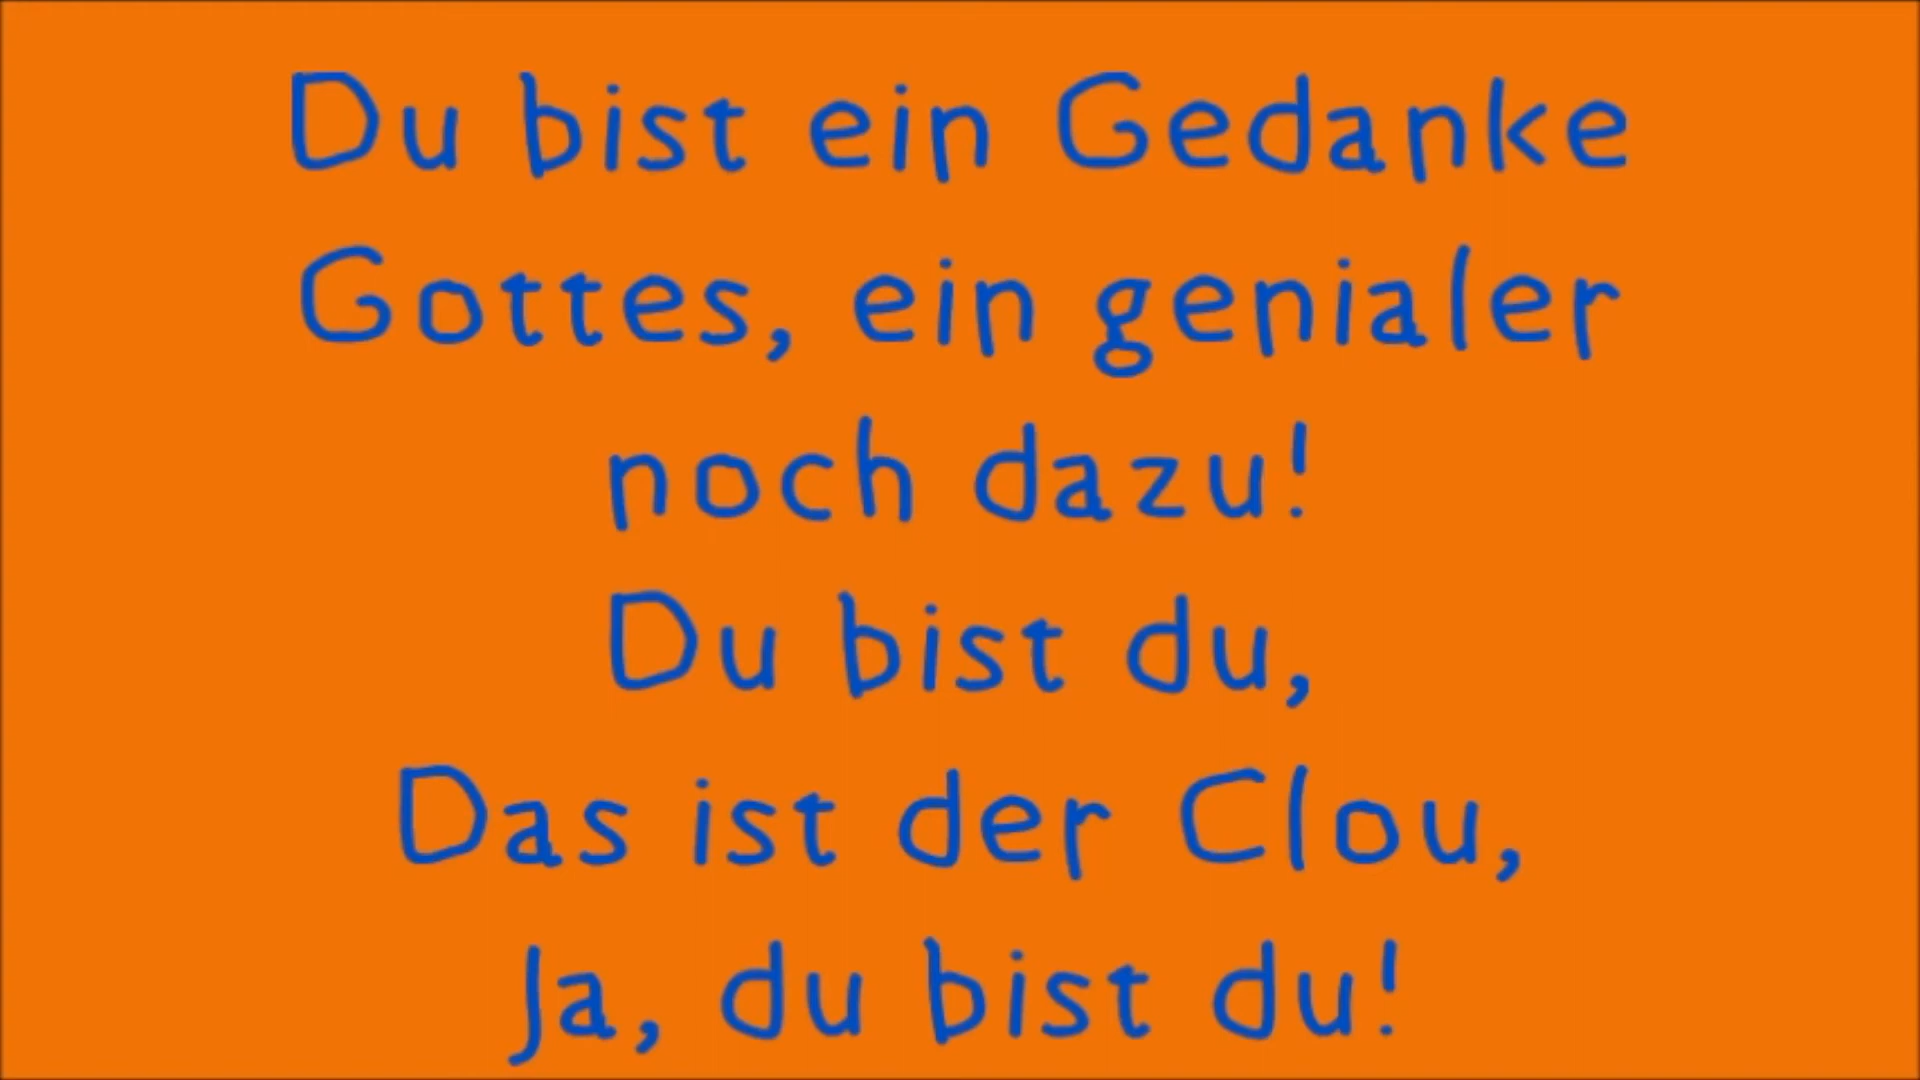 Du bist ein Gedanke
Gottes, ein genialer
noch dazu!
Du bist du,
Das ist der Clou,
Ja, du bist du!